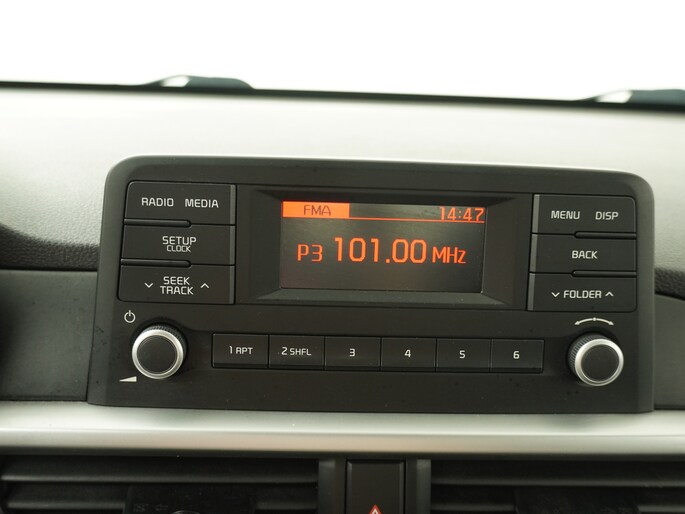 RADIO MEDIA
SETUP
CLOCK
SEEK
TRACK
FMA 14:47
P3 101.00 MHz
MENU DISP
BACK
FOLDER
1 RPT 2 SHFL 3 4 5 6